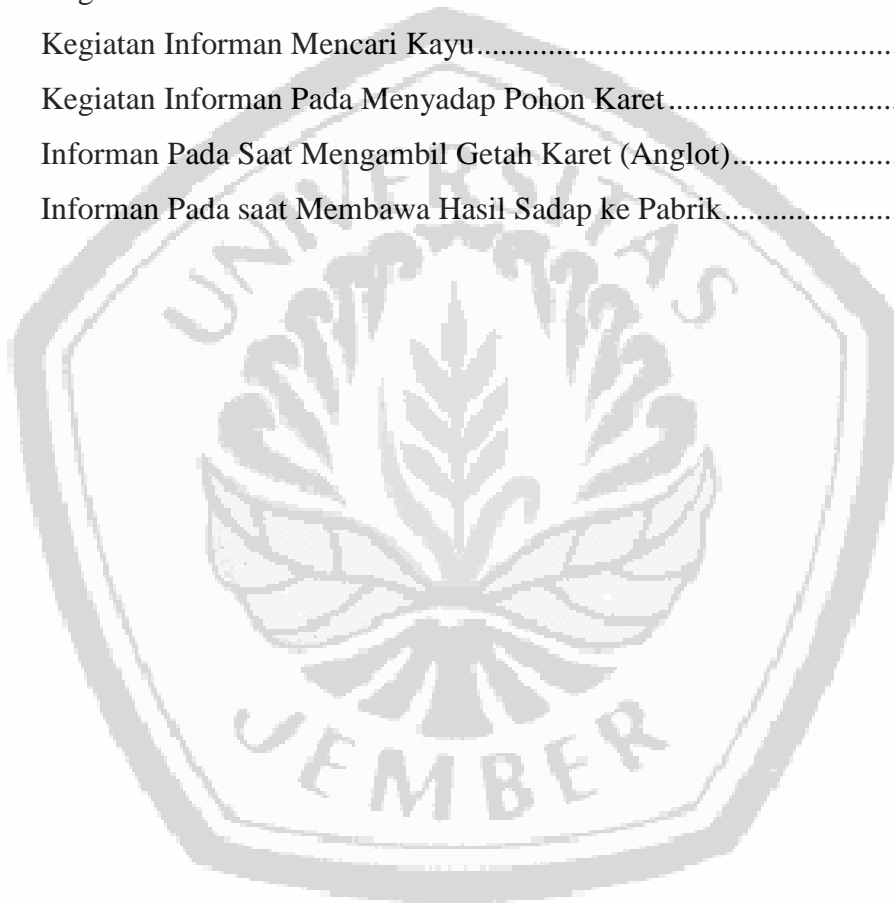 Kegiatan Informan Mencari Kayu.......................................................
Kegiatan Informan Pada Menyadap Pohon Karet..............................
Informan Pada Saat Mengambil Getah Karet (Anglot)......................
Informan Pada saat Membawa Hasil Sadap ke Pabrik.......................
UNIVERSITAS
JEMBER